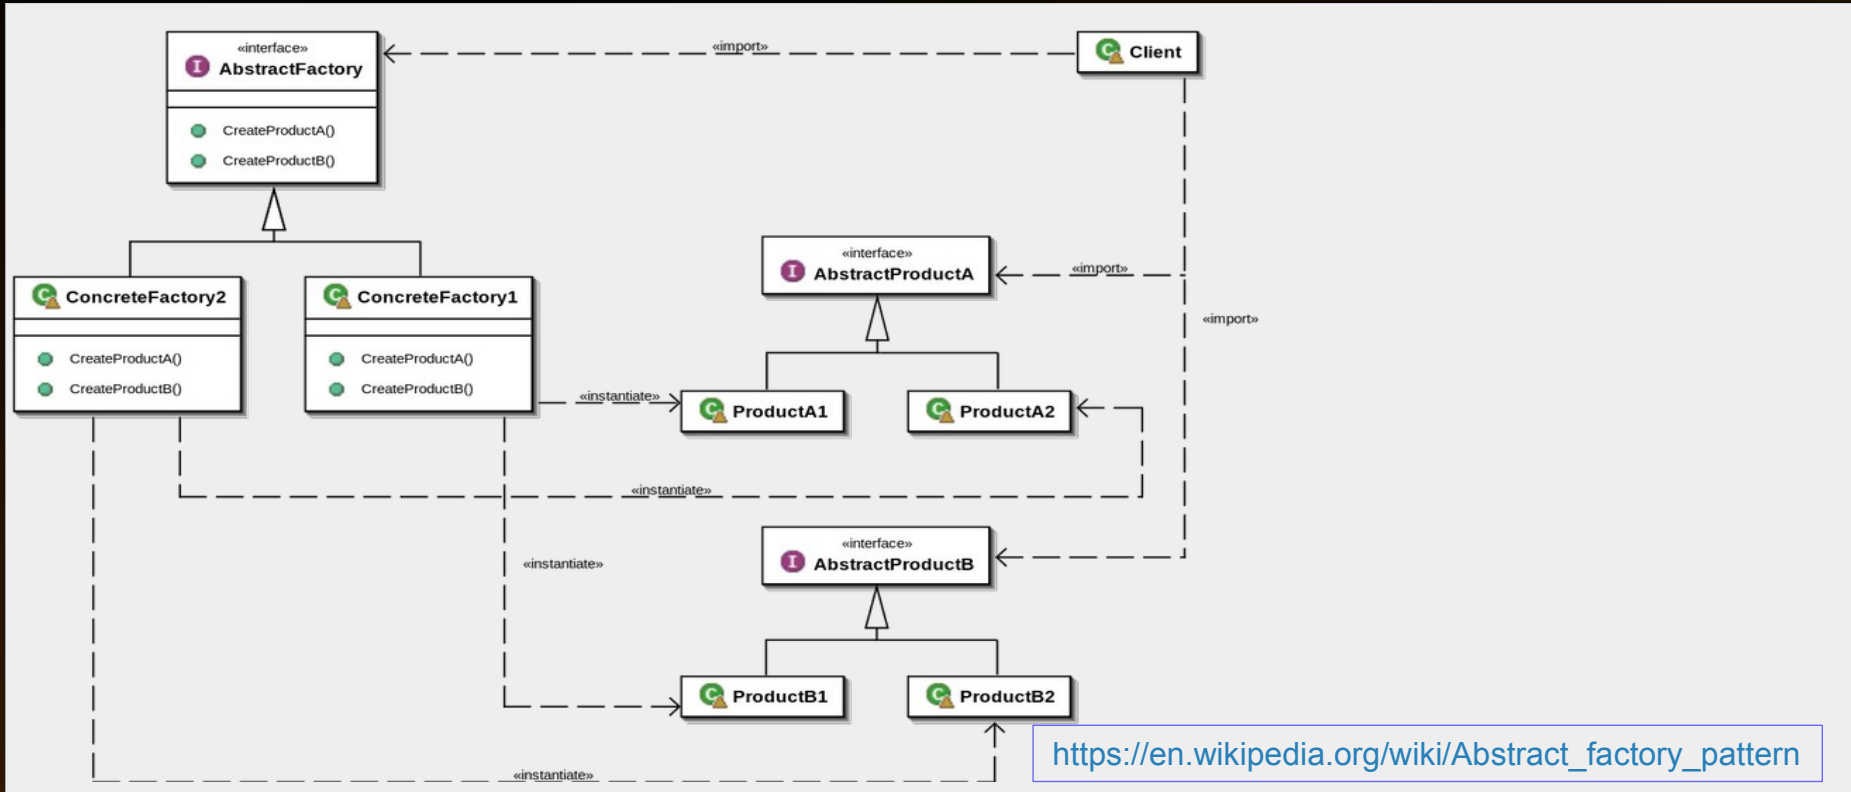 «interface»
AbstractFactory
CreateProductA()
CreateProductB()
«import»
Client
ConcreteFactory2
CreateProductA()
CreateProductB()
ConcreteFactory1
CreateProductA()
CreateProductB()
«interface»
AbstractProductA
«import»
«import»
«instantiate»
ProductA1
ProductA2
«instantiate»
«interface»
AbstractProductB
«instantiate»
ProductB1
ProductB2
«instantiate»
https://en.wikipedia.org/wiki/Abstract_factory_pattern